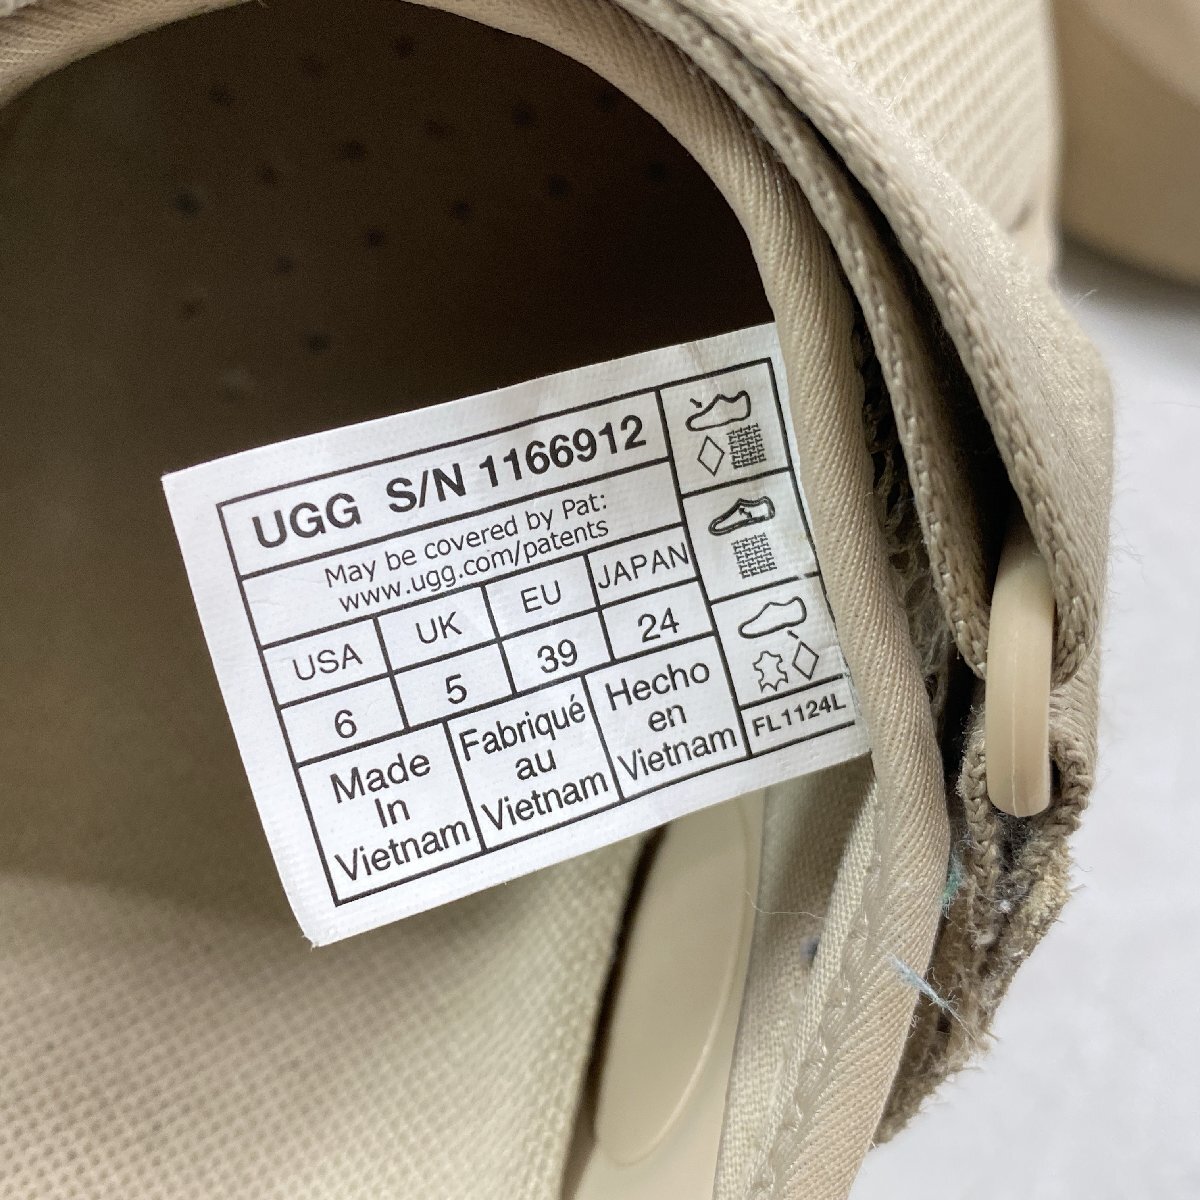 UGG S/N 1166912
May be covered by Pat:
www.ugg.com/patents
USA UK EU JAPAN
6 5 39 24
Made
In
Vietnam
Fabriqué
au
Vietnam
Hecho
en
Vietnam
FL1124L